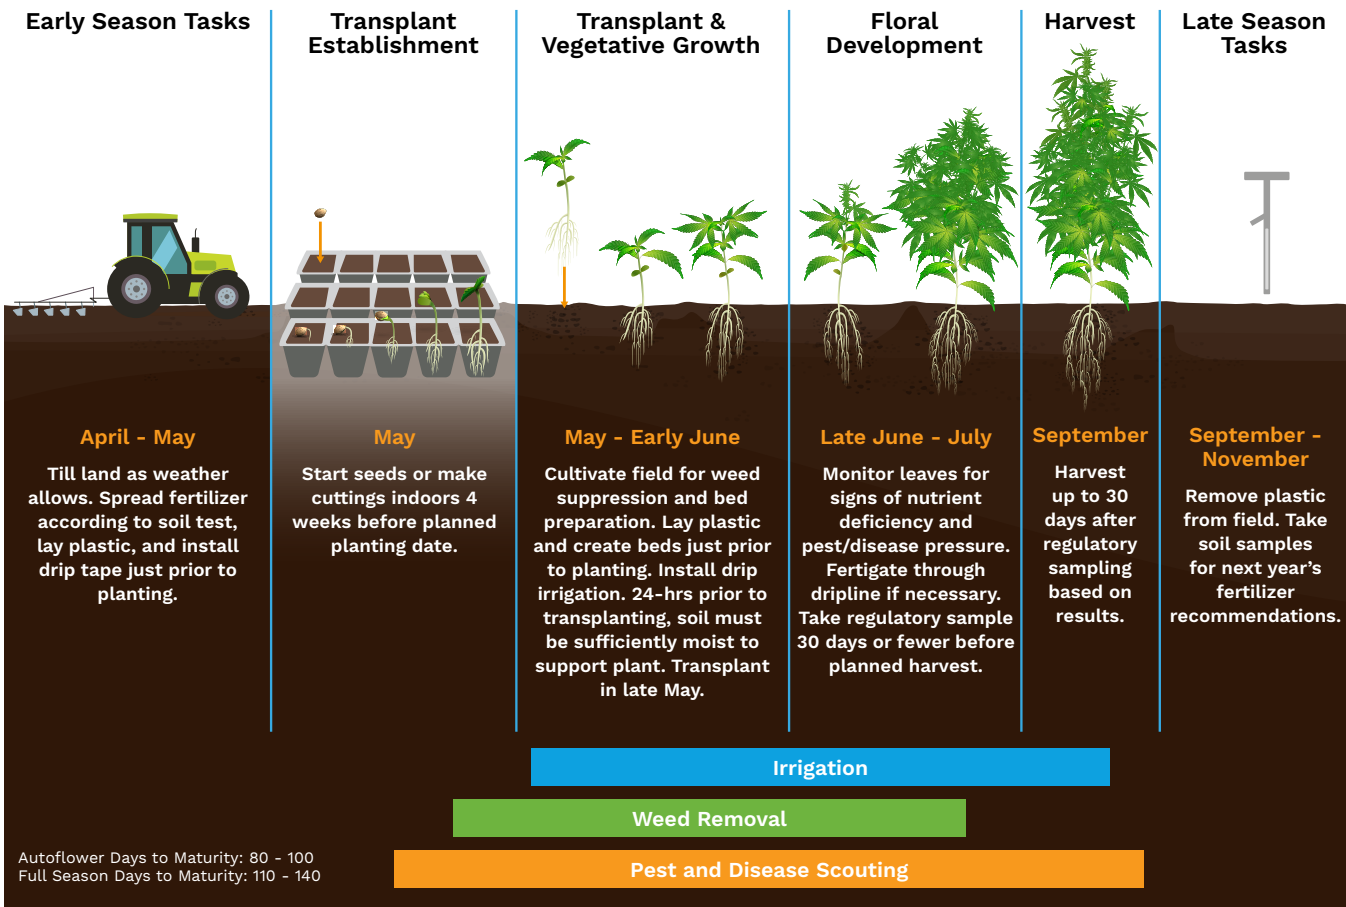 Early Season Tasks
Transplant
Establishment
Transplant &
Vegetative Growth
Floral
Development
Harvest
Late Season
Tasks
April - May
Till land as weather
allows. Spread fertilizer
according to soil test,
lay plastic, and install
drip tape just prior to
planting.
May
Start seeds or make
cuttings indoors 4
weeks before planned
planting date.
May - Early June
Cultivate field for weed
suppression and bed
preparation. Lay plastic
and create beds just prior
to planting. Install drip
irrigation. 24-hrs prior to
transplanting, soil must
be sufficiently moist to
support plant. Transplant
in late May.
Late June - July
Monitor leaves for
signs of nutrient
deficiency and
pest/disease pressure.
Fertigate through
dripline if necessary.
Take regulatory sample
30 days or fewer before
planned harvest.
September
Harvest
up to 30
days after
regulatory
sampling
based on
results.
September -
November
Remove plastic
from field. Take
soil samples
for next year’s
fertilizer
recommendations.
Irrigation
Weed Removal
Pest and Disease Scouting
Autoflower Days to Maturity: 80 - 100
Full Season Days to Maturity: 110 - 140